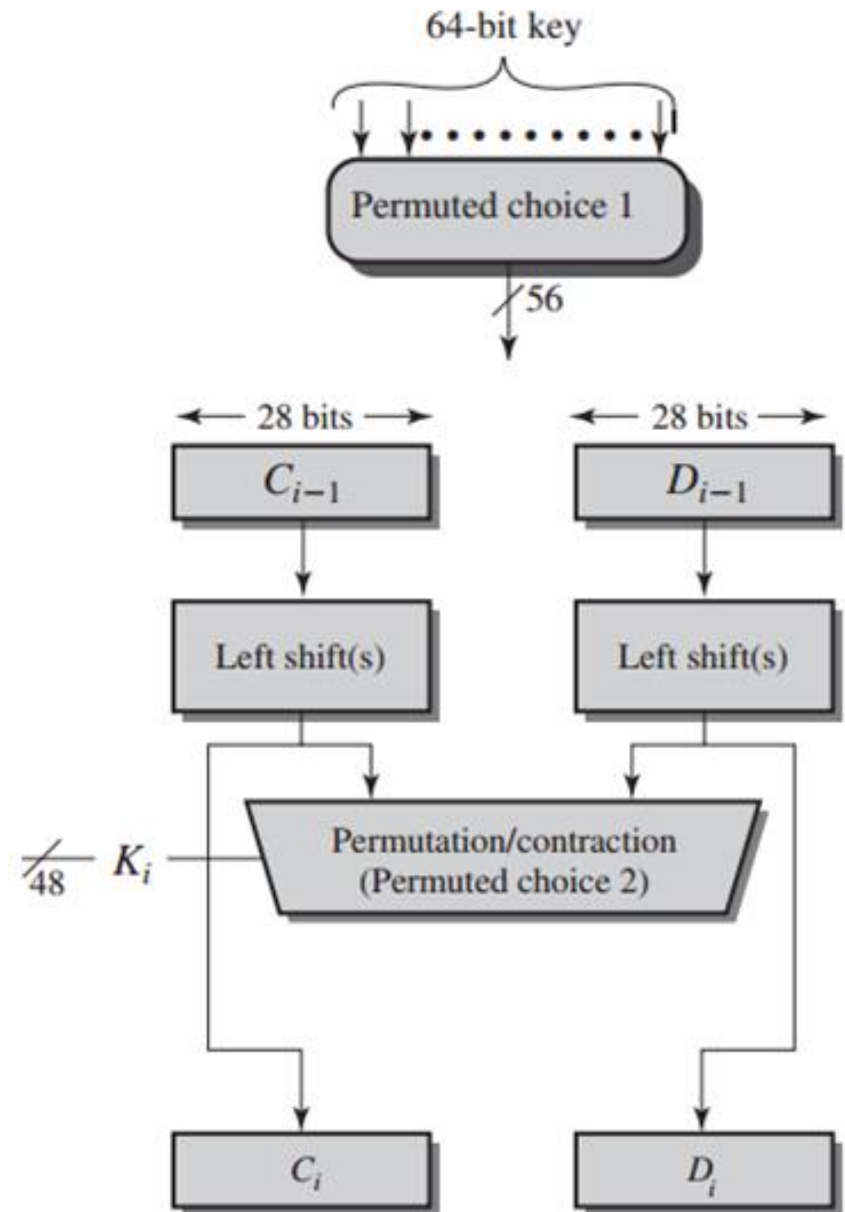 64-bit key
Permuted choice 1
56
28 bits
28 bits
C_{i−1}
D_{i−1}
Left shift(s)
Left shift(s)
Permutation/contraction
(Permuted choice 2)
48
K_i
C_i
D_i